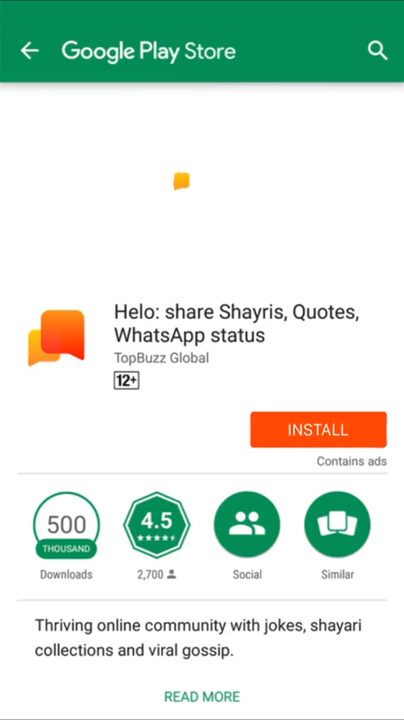 Google Play Store
Helo: share Shayris, Quotes,
WhatsApp status
TopBuzz Global
12+
INSTALL
Contains ads
500
THOUSAND
4.5
Downloads
2,700
Social
Similar
Thriving online community with jokes, shayari
collections and viral gossip.
READ MORE